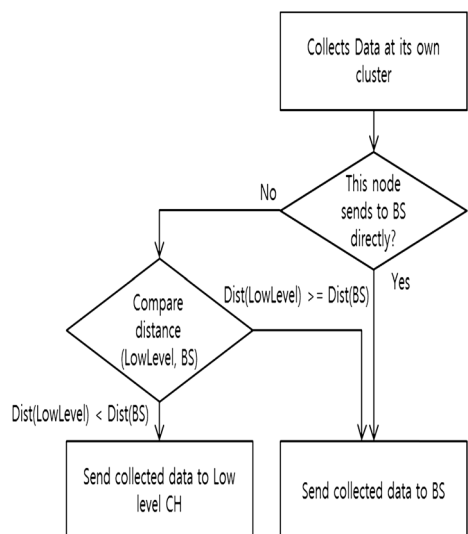 Collects Data at its own
cluster
This node
sends to BS
directly?
No
Yes
Compare
distance
(LowLevel, BS)
Dist(LowLevel) >= Dist(BS)
Dist(LowLevel) < Dist(BS)
Send collected data to Low
level CH
Send collected data to BS